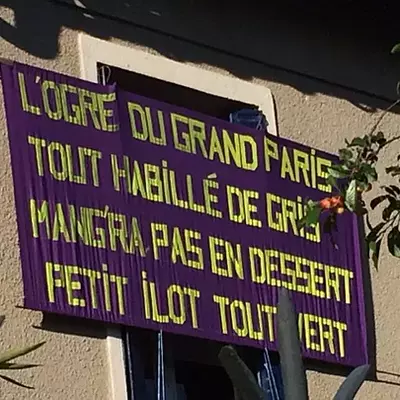 L'OGRE DU GRAND PARIS
TOUT HABILLÉ DE GRIS
MANG'RA PAS EN DESSERT
PETIT ÎLOT TOUT VERT